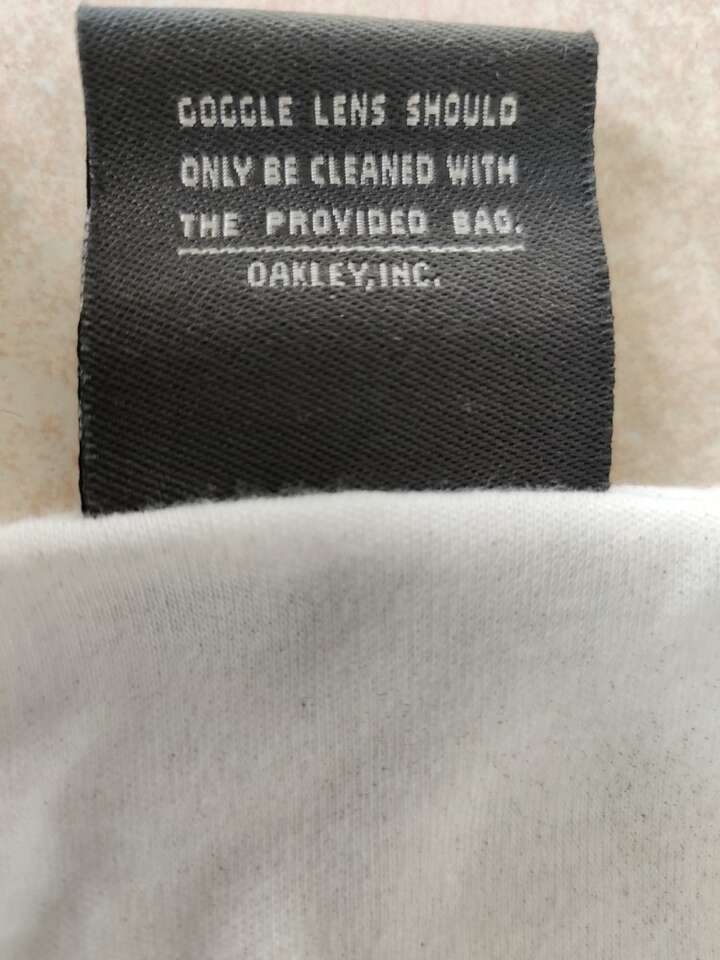 GOGGLE LENS SHOULD
ONLY BE CLEANED WITH
THE PROVIDED BAG.
OAKLEY, INC.